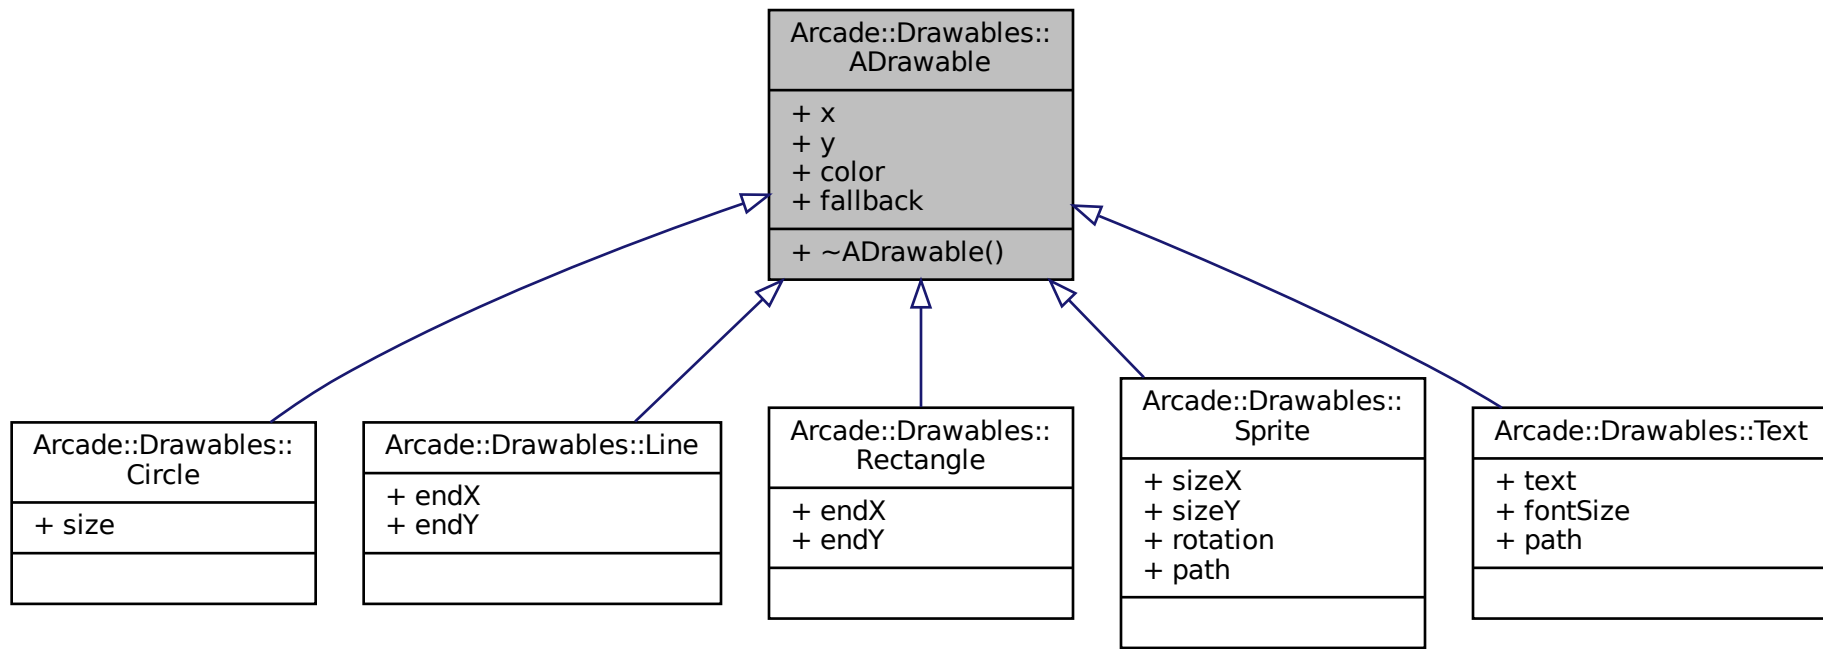 Arcade::Drawables::
ADrawable
+ x
+ y
+ color
+ fallback
+ ~ADrawable()
Arcade::Drawables::
Circle
+ size
Arcade::Drawables::Line
+ endX
+ endY
Arcade::Drawables::
Rectangle
+ endX
+ endY
Arcade::Drawables::
Sprite
+ sizeX
+ sizeY
+ rotation
+ path
Arcade::Drawables::Text
+ text
+ fontSize
+ path